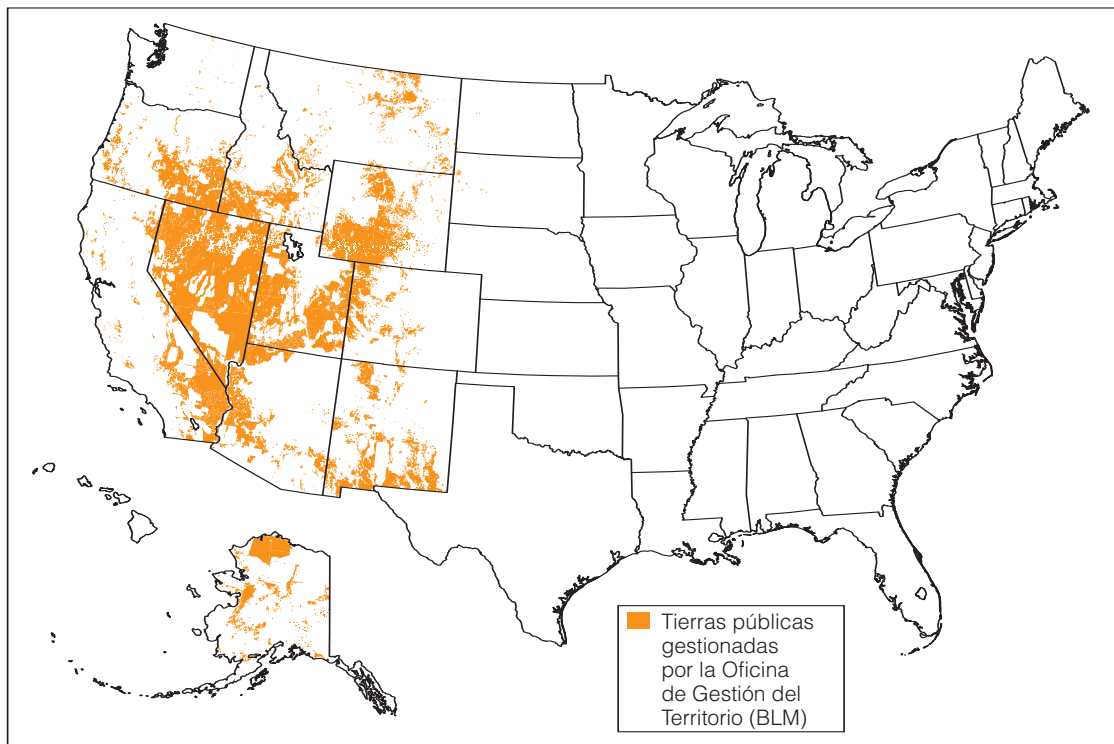 Tierras públicas
gestionadas
por la Oficina
de Gestión del
Territorio (BLM)